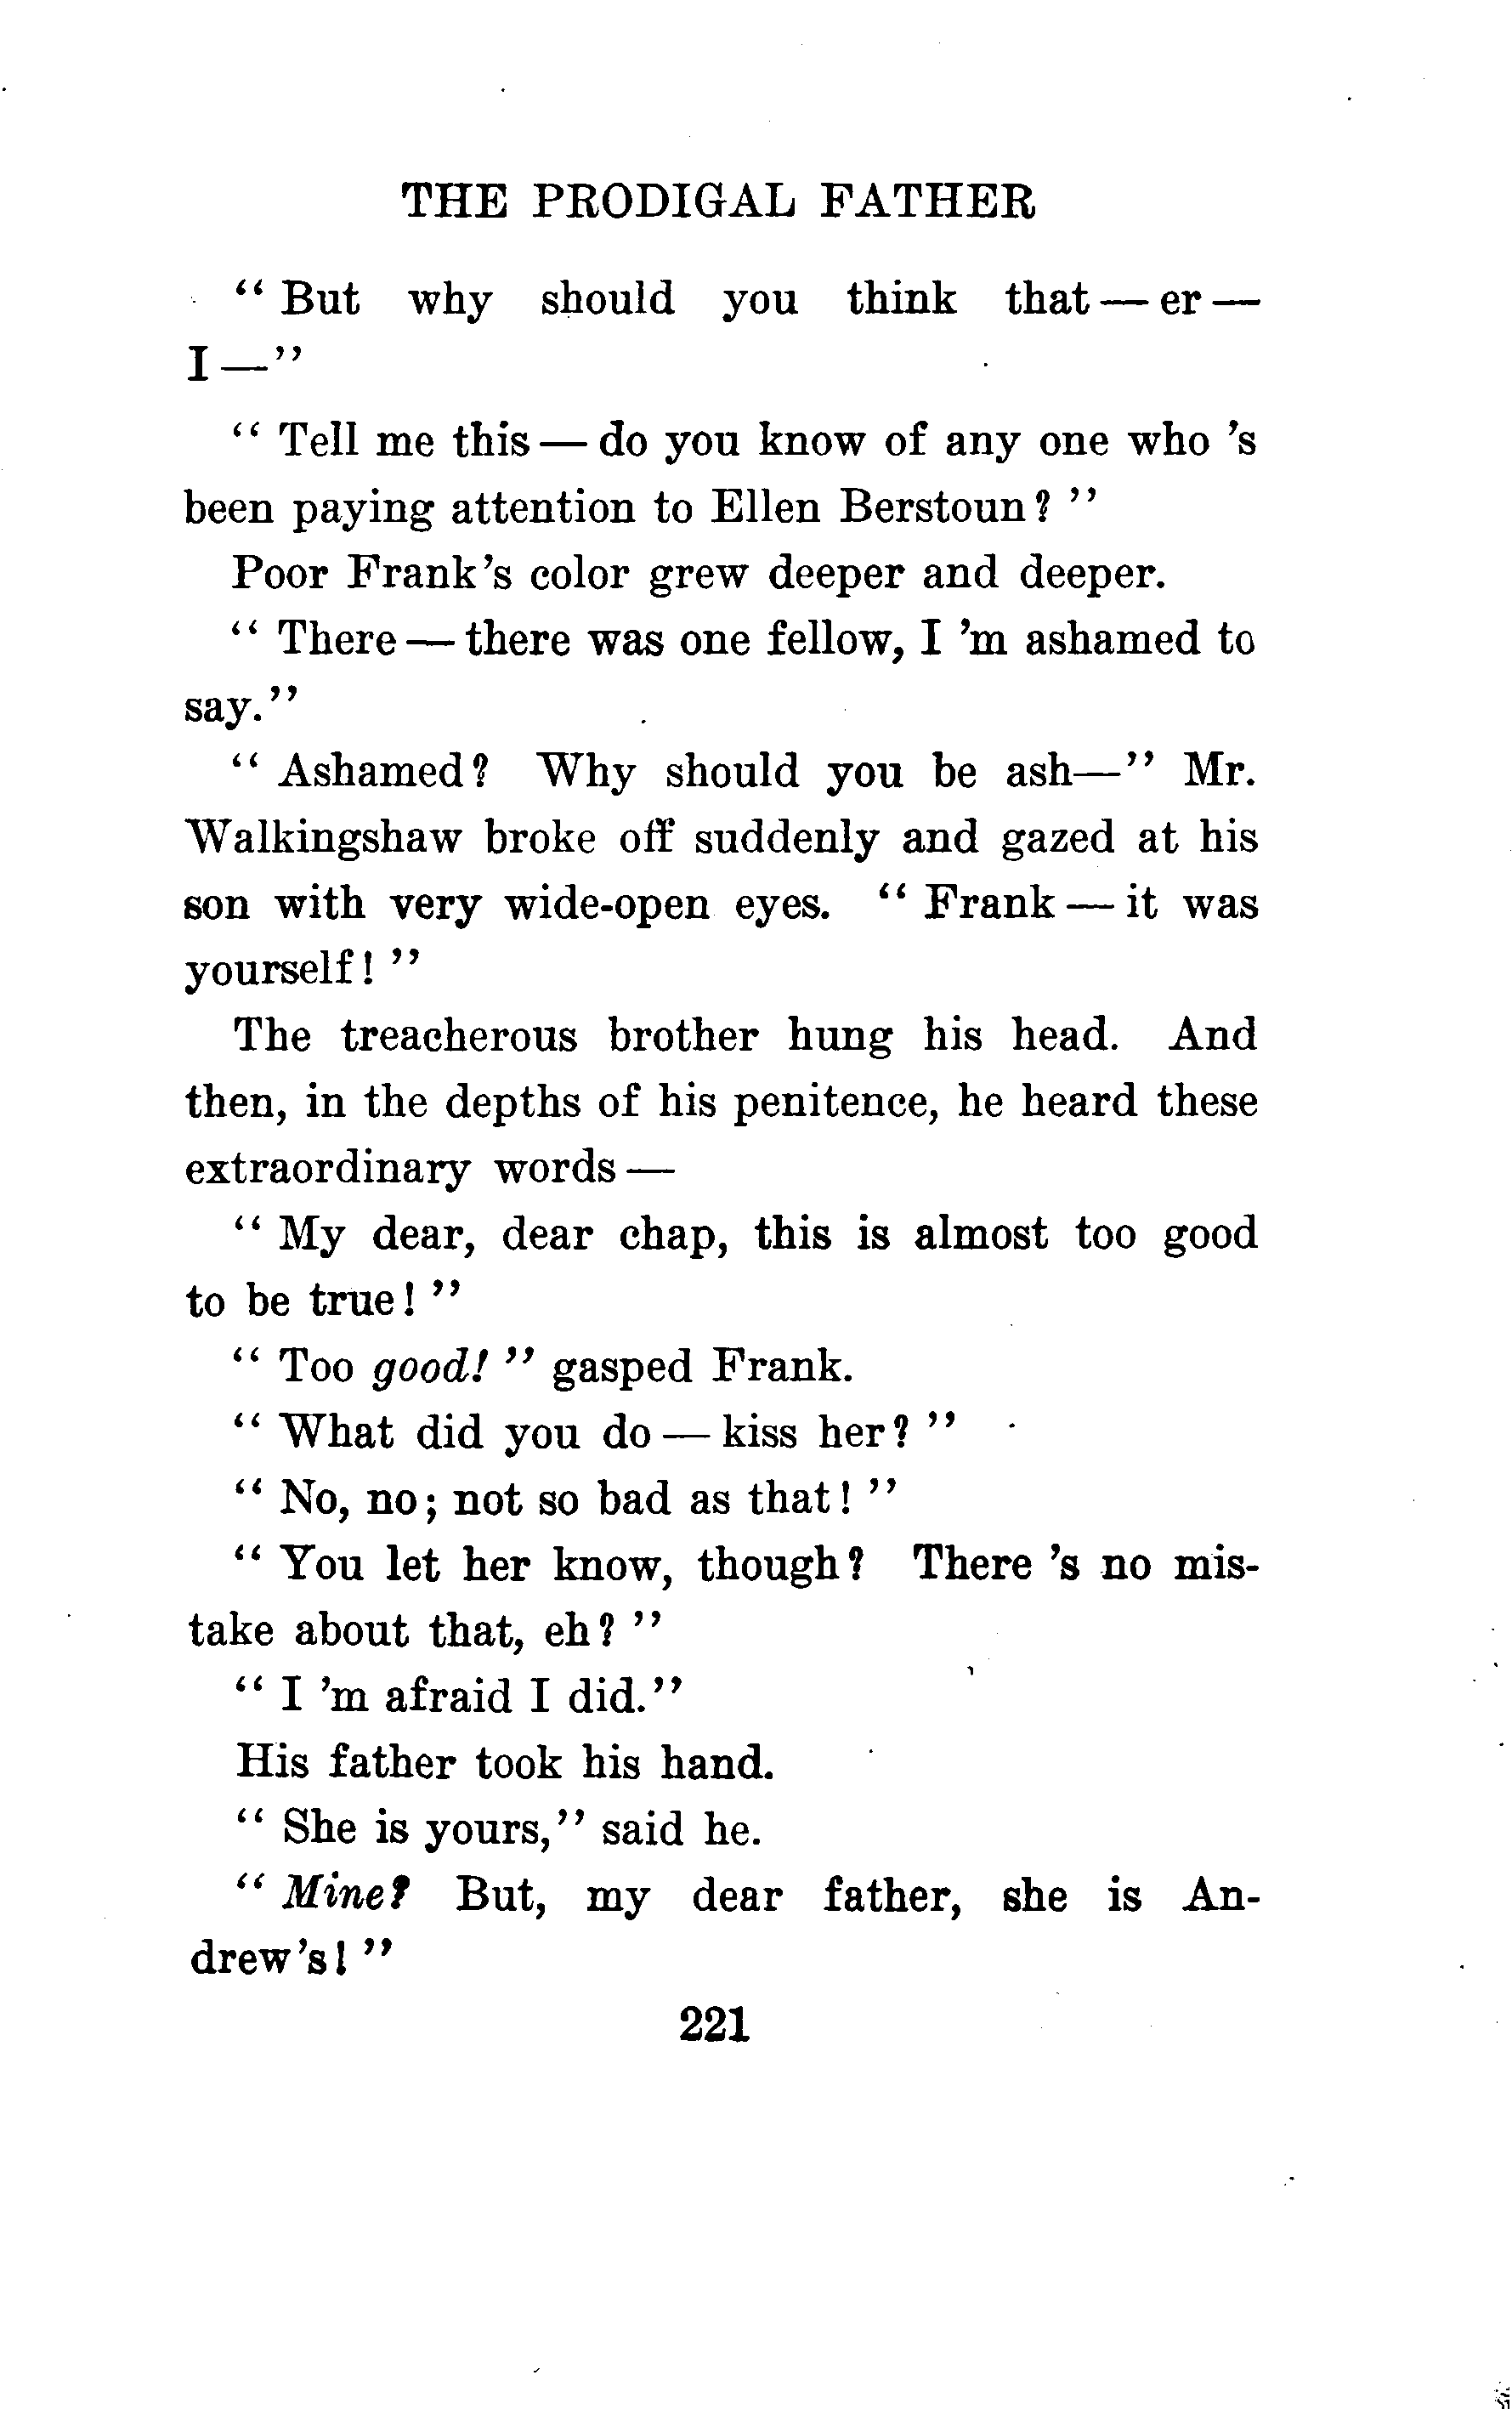 THE PRODIGAL FATHER
“ But why should you think that — er —
I —”
“ Tell me this — do you know of any one who ’s
been paying attention to Ellen Berstoun? ”
Poor Frank’s color grew deeper and deeper.
“ There — there was one fellow, I ’m ashamed to
say.”
“ Ashamed? Why should you be ash—” Mr.
Walkingshaw broke off suddenly and gazed at his
son with very wide-open eyes. “ Frank — it was
yourself! ”
The treacherous brother hung his head. And
then, in the depths of his penitence, he heard these
extraordinary words —
“ My dear, dear chap, this is almost too good
to be true! ”
“ Too good! ” gasped Frank.
“ What did you do — kiss her? ”
“ No, no; not so bad as that! ”
“ You let her know, though? There ’s no mis-
take about that, eh? ”
“ I ’m afraid I did.”
His father took his hand.
“ She is yours,” said he.
“ Mine? But, my dear father, she is An-
drew’s! ”
221